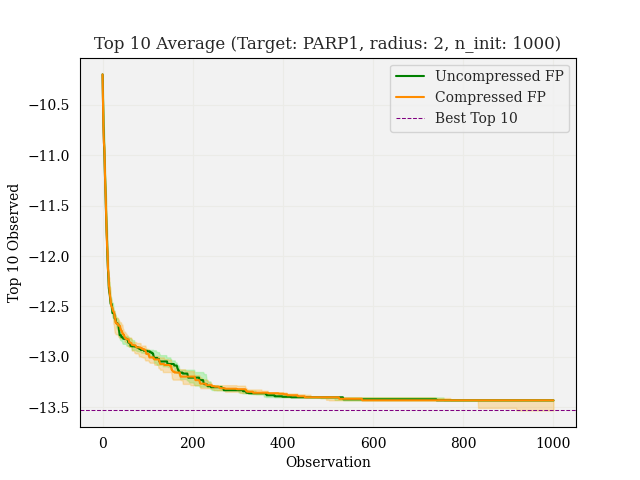 Top 10 Average (Target: PARP1, radius: 2, n_init: 1000)
Uncompressed FP
Compressed FP
Best Top 10
Top 10 Observed
−10.5
−11.0
−11.5
−12.0
−12.5
−13.0
−13.5
0 200 400 600 800 1000
Observation